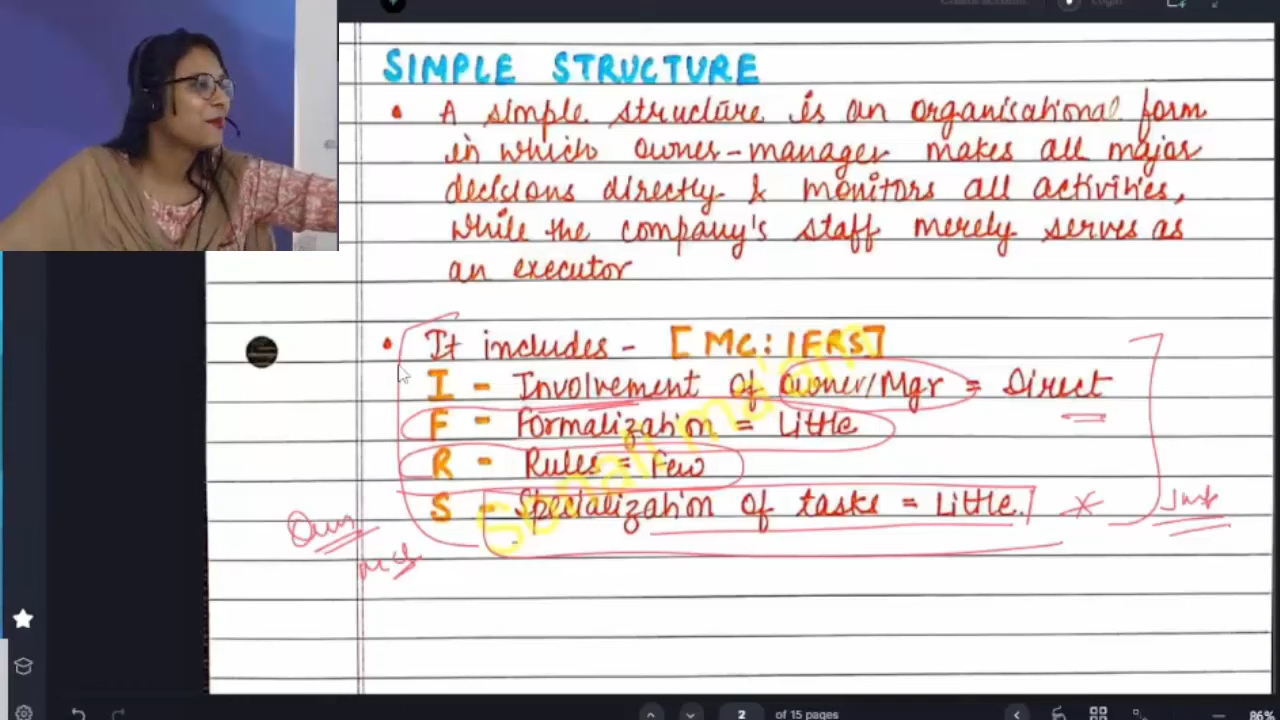 SIMPLE STRUCTURE
• A simple structure is an organisational form
in which owner-manager makes all major
decisions directly & monitors all activities,
while the company's staff merely serves as
an executor
• It includes - [MC: IFRS]
I - Involvement of Owner/Mgr = Direct
F - Formalization = Little
R - Rules = Few
S - Specialization of tasks = Little.
Imp
Ques
MCQ
2 of 15 pages
86%